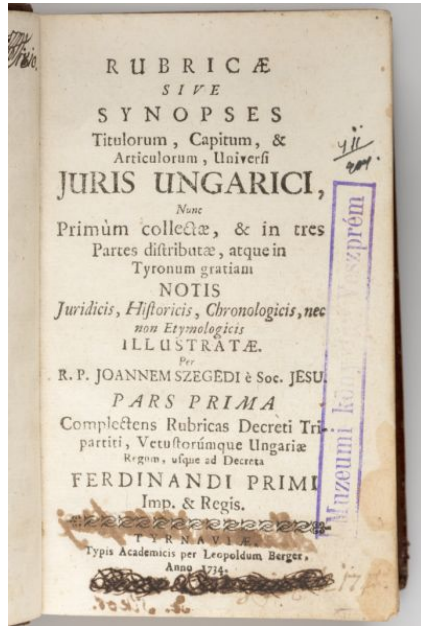 RUBRICÆ
SIVE
SYNOPSES
Titulorum, Capitum, &
Articulorum, Universi
JURIS UNGARICI,
Nunc
Primùm collectæ, & in tres
Partes distributæ, atque in
Tyronum gratiam
NOTIS
Juridicis, Historicis, Chronologicis, nec
non Etymologicis
ILLUSTRATÆ.
Per
R. P. JOANNEM SZEGEDI è Soc. JESU.
PARS PRIMA
Complectens Rubricas Decreti Tri-
partiti, Vetustorúmque Ungariæ
Regum, usque ad Decreta
FERDINANDI PRIMI
Imp. & Regis.
TYRNAVIÆ.
Typis Academicis per Leopoldum Berger,
Anno 1734.
Muzeumi Veszprém